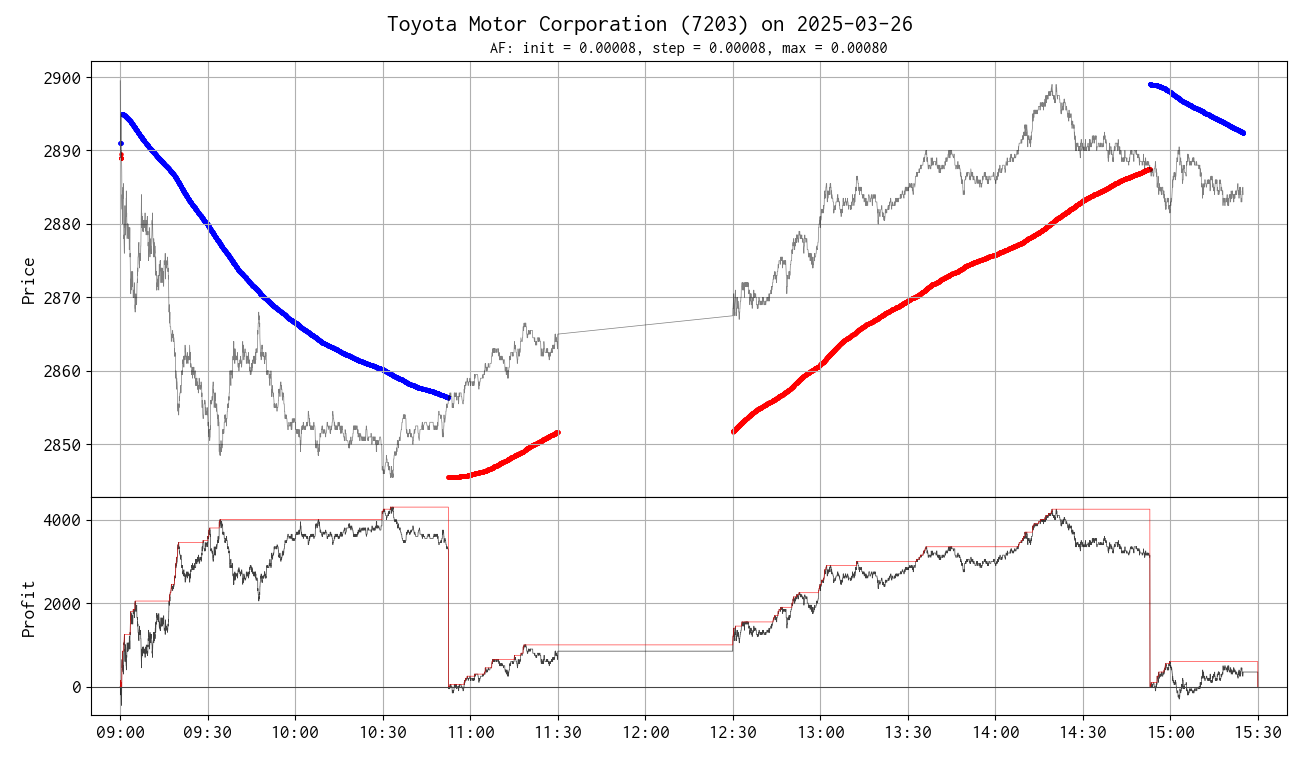 Toyota Motor Corporation (7203) on 2025-03-26
AF: init = 0.00008, step = 0.00008, max = 0.00080
Price
2900
2890
2880
2870
2860
2850
Profit
4000
2000
0
09:00 09:30 10:00 10:30 11:00 11:30 12:00 12:30 13:00 13:30 14:00 14:30 15:00 15:30